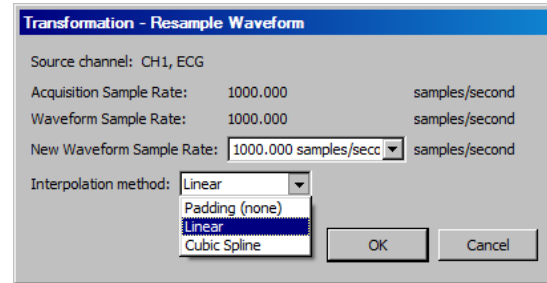 Transformation - Resample Waveform
Source channel: CH1, ECG
Acquisition Sample Rate: 1000.000 samples/second
Waveform Sample Rate: 1000.000 samples/second
New Waveform Sample Rate: 1000.000 samples/secc samples/second
Interpolation method: Linear
Padding (none)
Linear
Cubic Spline
OK Cancel